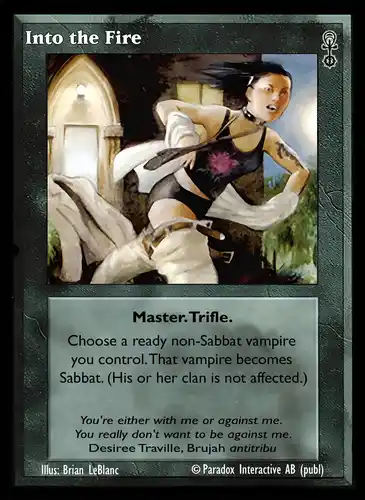 Into the Fire
Master. Trifle.
Choose a ready non-Sabbat vampire
you control. That vampire becomes
Sabbat. (His or her clan is not affected.)
You're either with me or against me.
You really don't want to be against me.
Desiree Traville, Brujah antitribu
Illus: Brian LeBlanc © Paradox Interactive AB (publ)